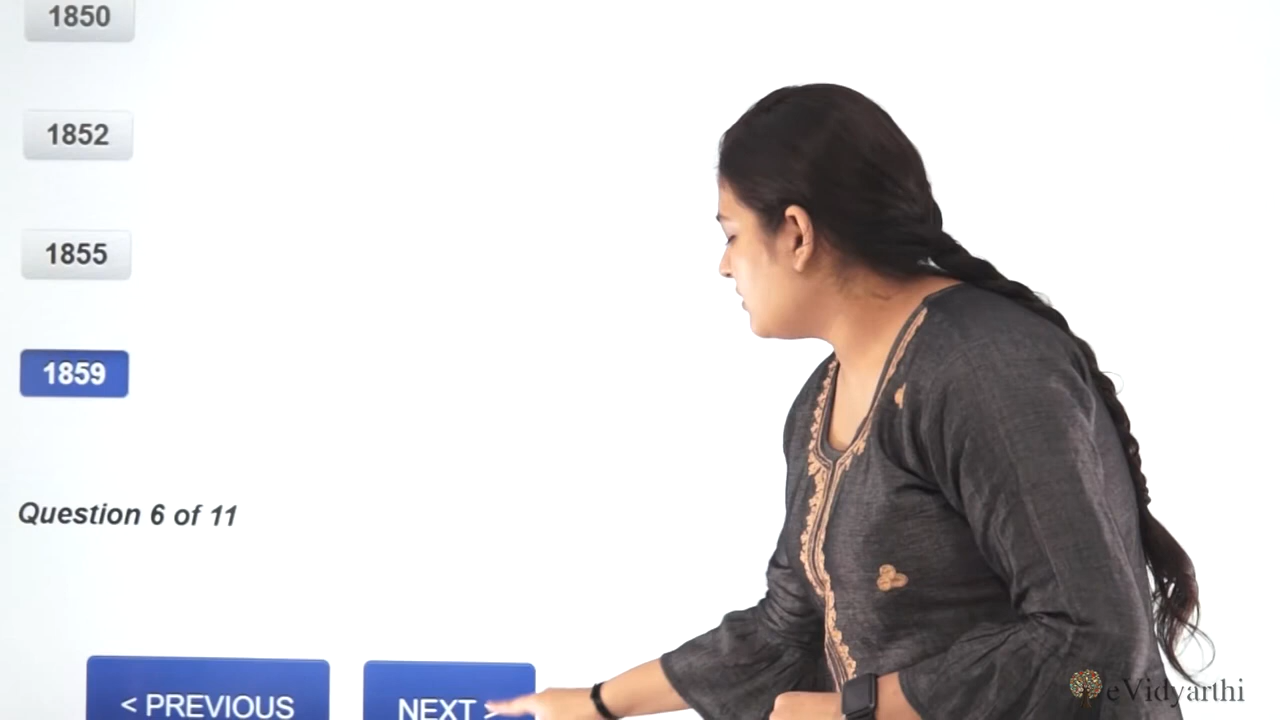 1850
1852
1855
1859
Question 6 of 11
< PREVIOUS
NEXT >
eVidyarthi